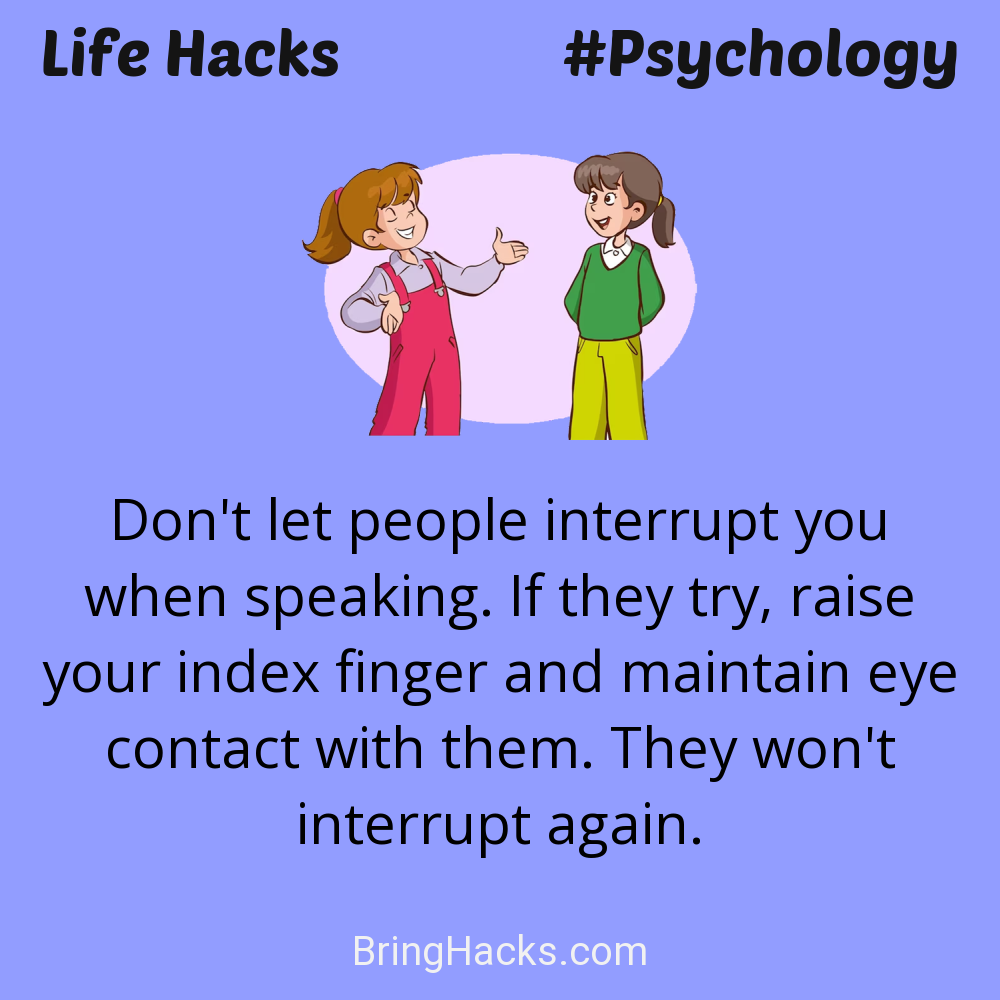 Life Hacks #Psychology
Don't let people interrupt you
when speaking. If they try, raise
your index finger and maintain eye
contact with them. They won't
interrupt again.
BringHacks.com